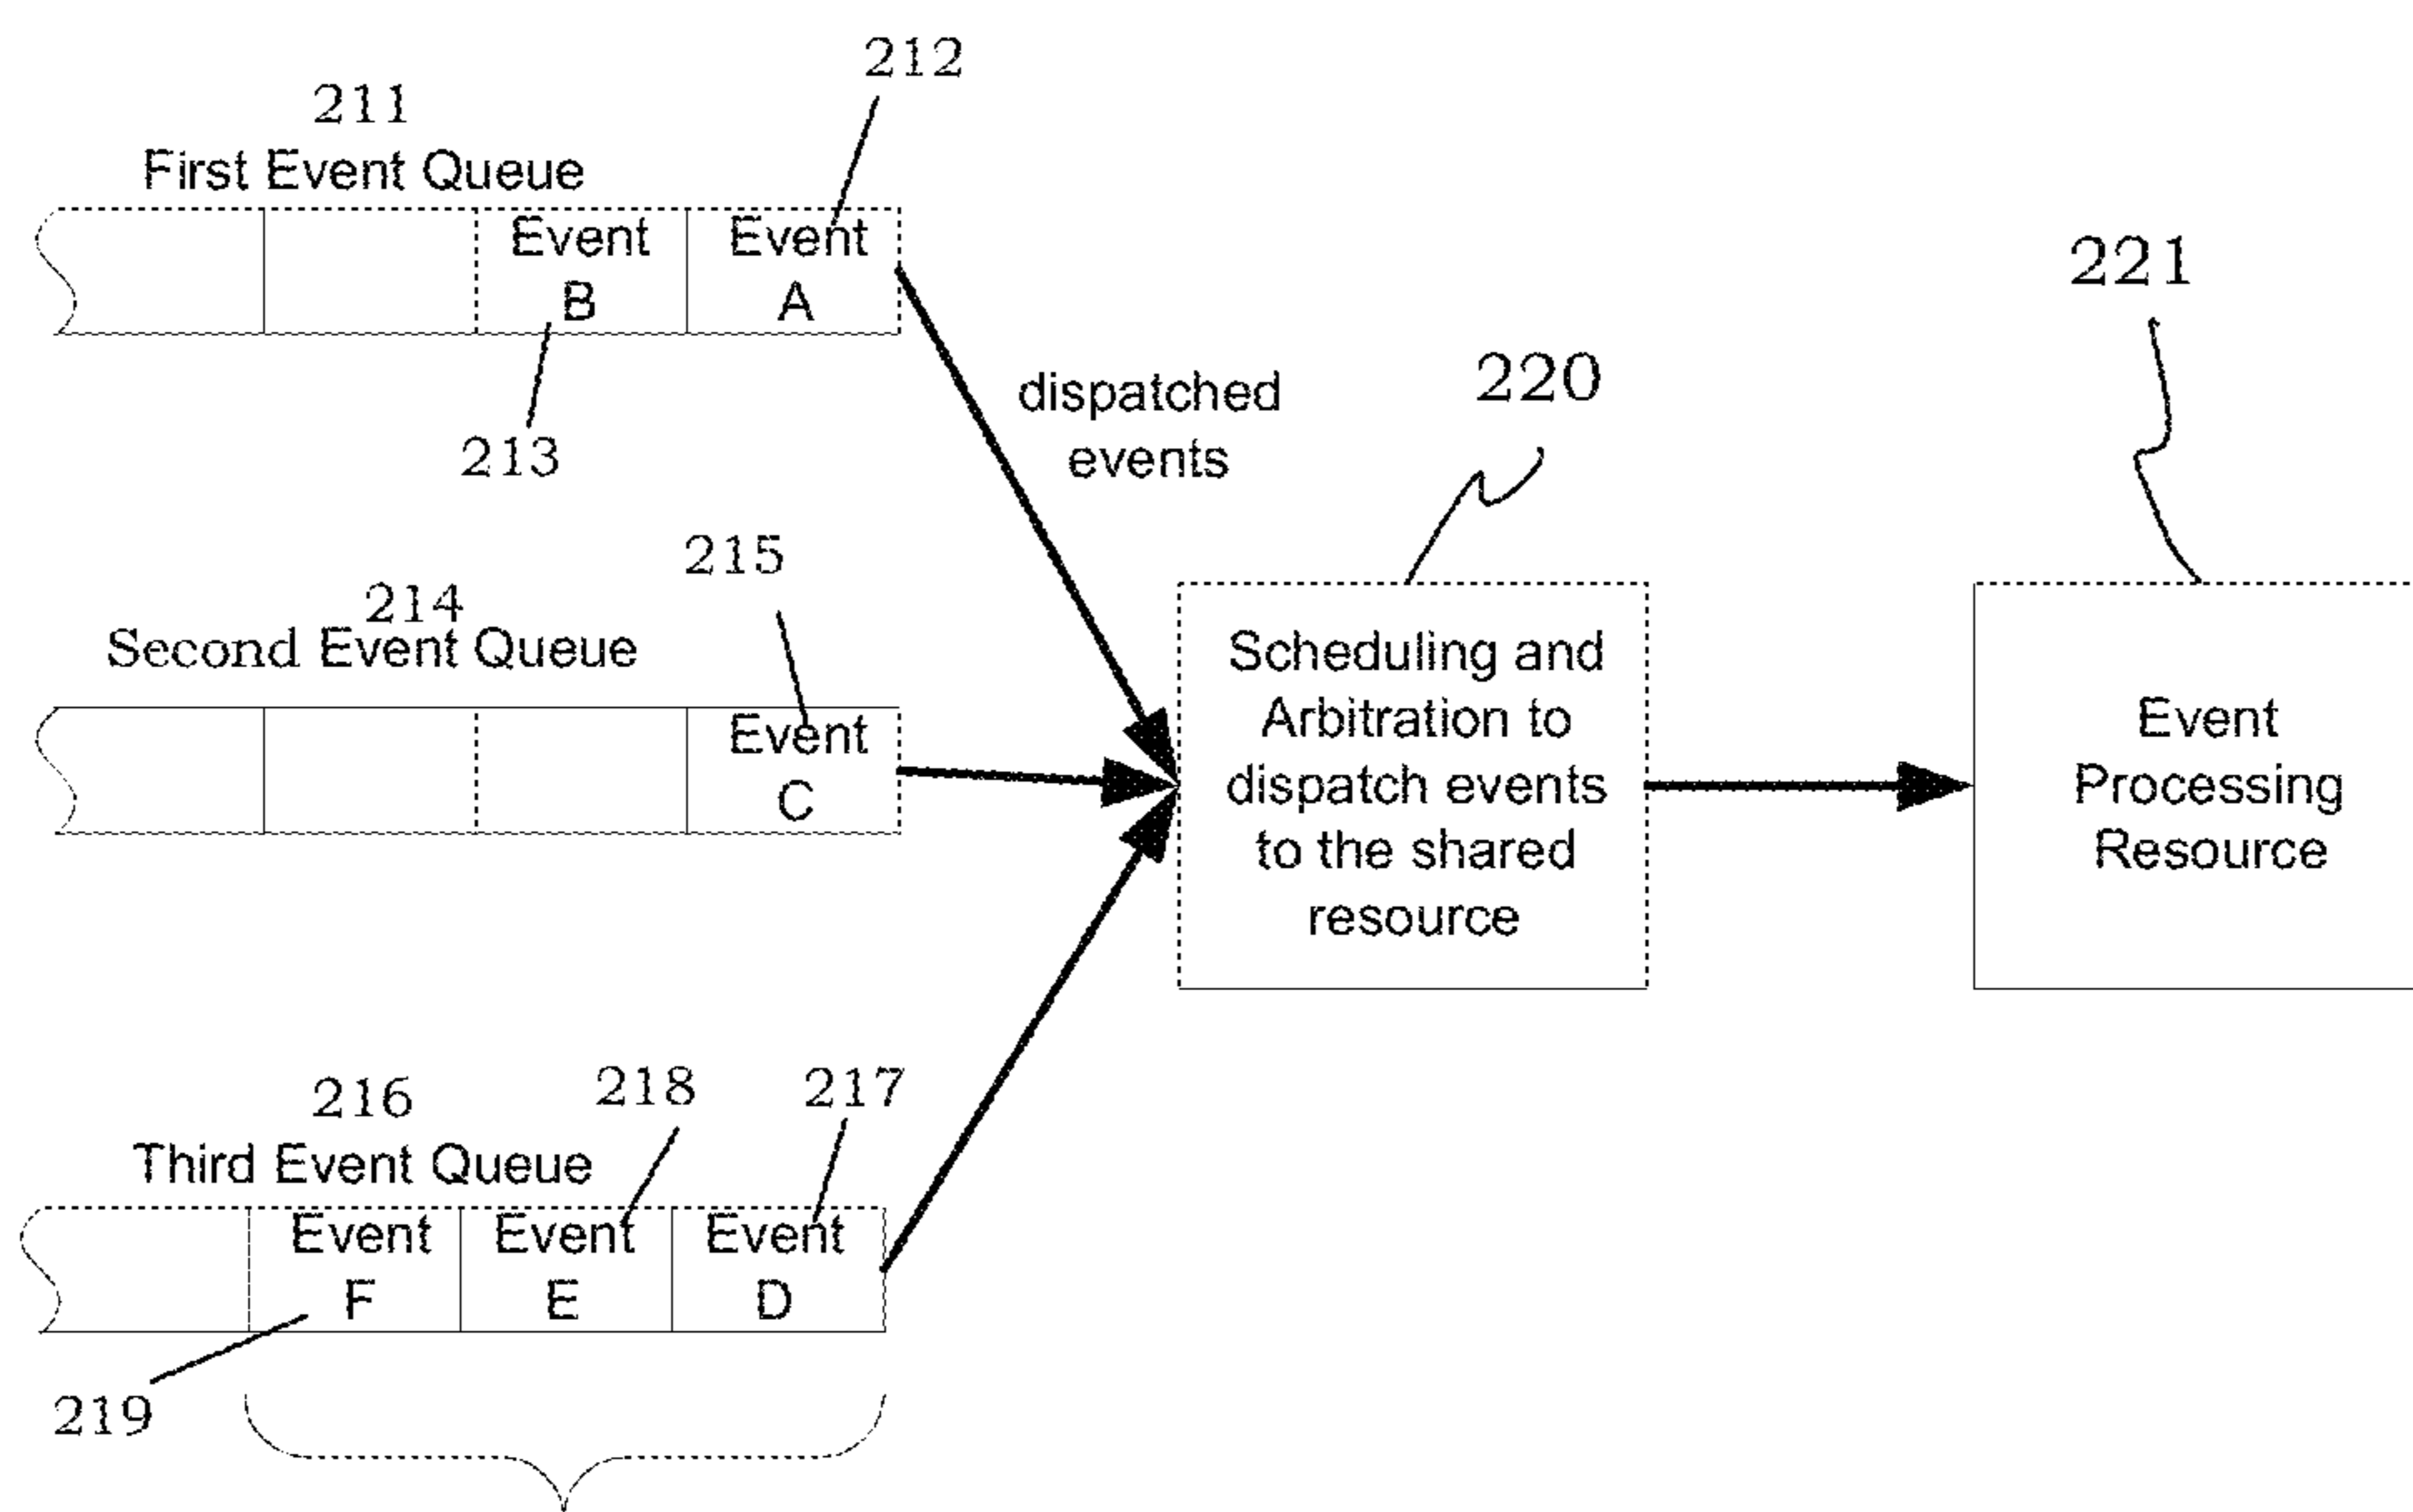 212
211
First Event Queue
Event
B
Event
A
213
dispatched
events
220
221
215
214
Second Event Queue
Event
C
Scheduling and
Arbitration to
dispatch events
to the shared
resource
Event
Processing
Resource
216
218
217
Third Event Queue
Event
F
Event
E
Event
D
219